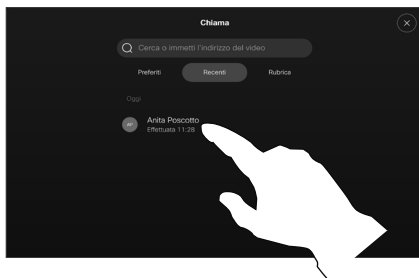 Chiama
Cerca o immetti l'indirizzo del video
Preferiti Recenti Rubrica
Oggi
AP
Anita Poscotto
Effettuata 11:28